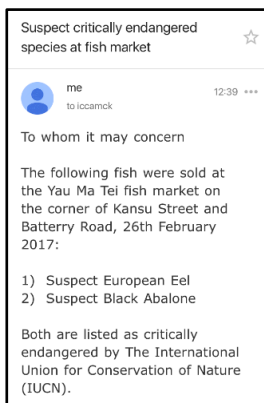 Suspect critically endangered
species at fish market
me
12:39
to iccamck
To whom it may concern
The following fish were sold at
the Yau Ma Tei fish market on
the corner of Kansu Street and
Batterry Road, 26th February
2017:
1) Suspect European Eel
2) Suspect Black Abalone
Both are listed as critically
endangered by The International
Union for Conservation of Nature
(IUCN).